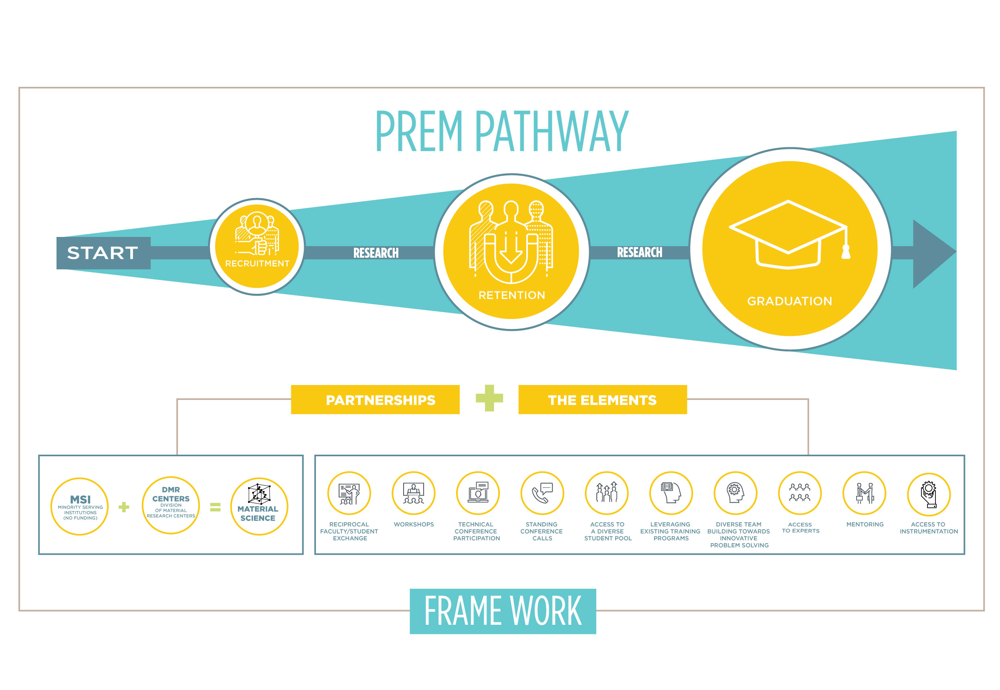 PREM PATHWAY
START
RECRUITMENT
RESEARCH
RETENTION
RESEARCH
GRADUATION
PARTNERSHIPS
THE ELEMENTS
MSI
MINORITY SERVING
INSTITUTIONS
(NO FUNDING)
+
DMR
CENTERS
DIVISION
OF MATERIAL
RESEARCH CENTERS
=
MATERIAL
SCIENCE
RECIPROCAL
FACULTY/STUDENT
EXCHANGE
WORKSHOPS
TECHNICAL
CONFERENCE
PARTICIPATION
STANDING
CONFERENCE
CALLS
ACCESS TO
A DIVERSE
STUDENT POOL
LEVERAGING
EXISTING TRAINING
PROGRAMS
DIVERSE TEAM
BUILDING TOWARDS
INNOVATIVE
PROBLEM SOLVING
ACCESS
TO EXPERTS
MENTORING
ACCESS TO
INSTRUMENTATION
FRAME WORK